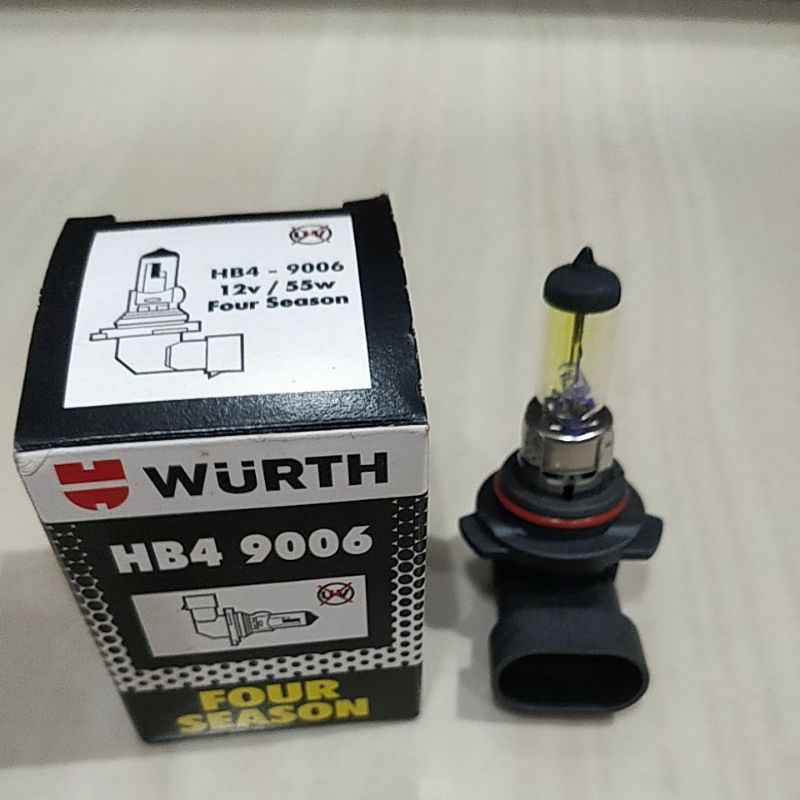 U.V
HB4 - 9006
12v / 55w
Four Season
WÜRTH
HB4 9006
U.V
FOUR
SEASON